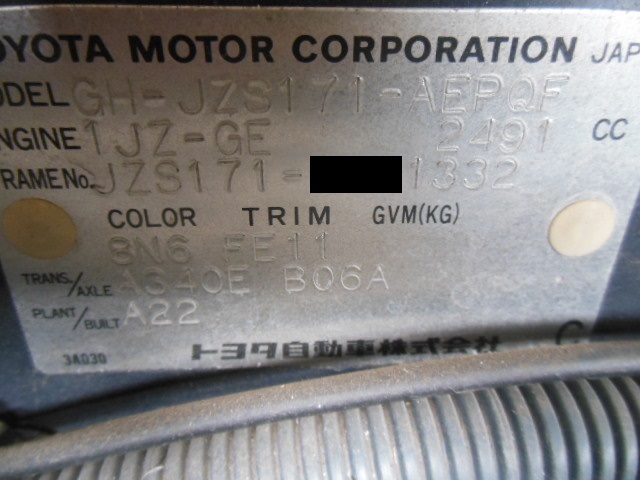 TOYOTA MOTOR CORPORATION JAP
MODEL GH-JZS171-AEPQF
ENGINE 1JZ-GE 2491 CC
FRAME No. JZS171- 1332
COLOR TRIM GVM(KG)
8N6 FE11
TRANS./AXLE A340E B06A
PLANT/BUILT A22
3A030 トヨタ自動車株式会社 C